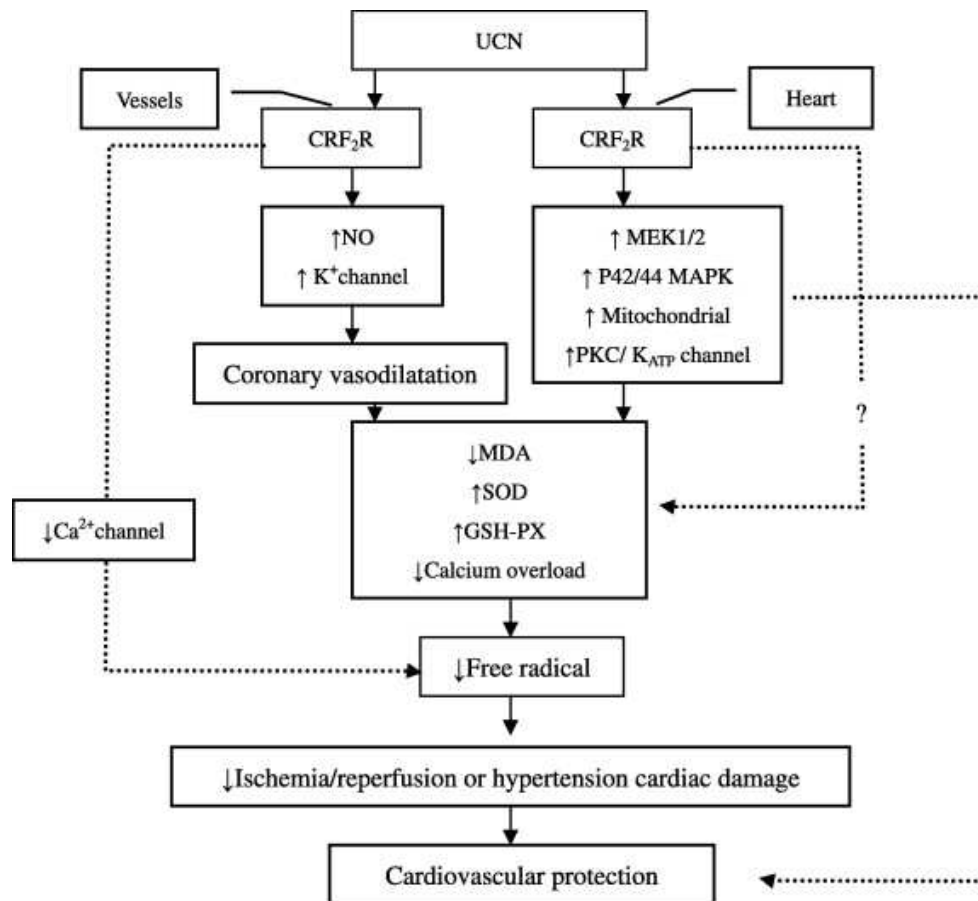 UCN
Vessels
Heart
CRF₂R
CRF₂R
↑NO
↑ K⁺channel
↑ MEK1/2
↑ P42/44 MAPK
↑ Mitochondrial
↑PKC/ K_ATP channel
Coronary vasodilatation
?
↓MDA
↑SOD
↑GSH-PX
↓Calcium overload
↓Ca²⁺channel
↓Free radical
↓Ischemia/reperfusion or hypertension cardiac damage
Cardiovascular protection